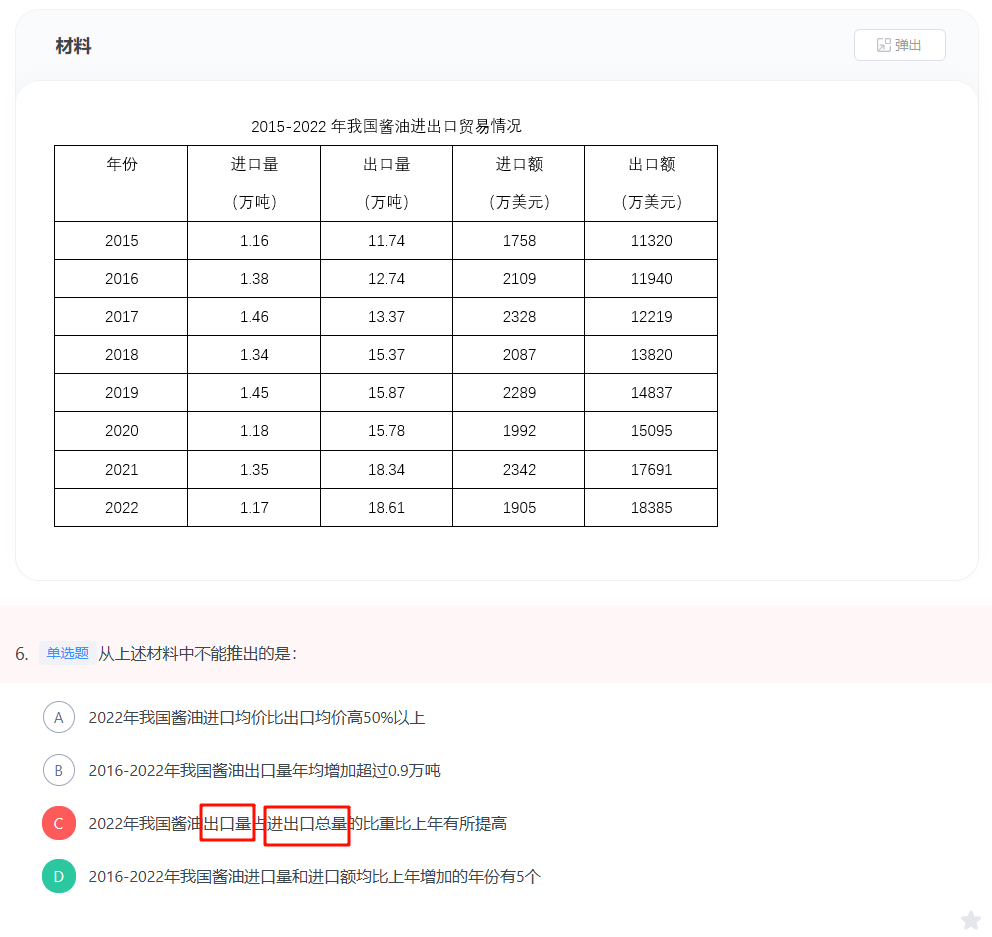 材料
弹出
2015-2022 年我国酱油进出口贸易情况
年份 进口量 出口量 进口额 出口额
(万吨) (万吨) (万美元) (万美元)
2015 1.16 11.74 1758 11320
2016 1.38 12.74 2109 11940
2017 1.46 13.37 2328 12219
2018 1.34 15.37 2087 13820
2019 1.45 15.87 2289 14837
2020 1.18 15.78 1992 15095
2021 1.35 18.34 2342 17691
2022 1.17 18.61 1905 18385
6. 单选题 从上述材料中不能推出的是：
A 2022年我国酱油进口均价比出口均价高50%以上
B 2016-2022年我国酱油出口量年均增加超过0.9万吨
C 2022年我国酱油出口量占进出口总量的比重比上年有所提高
D 2016-2022年我国酱油进口量和进口额均比上年增加的年份有5个